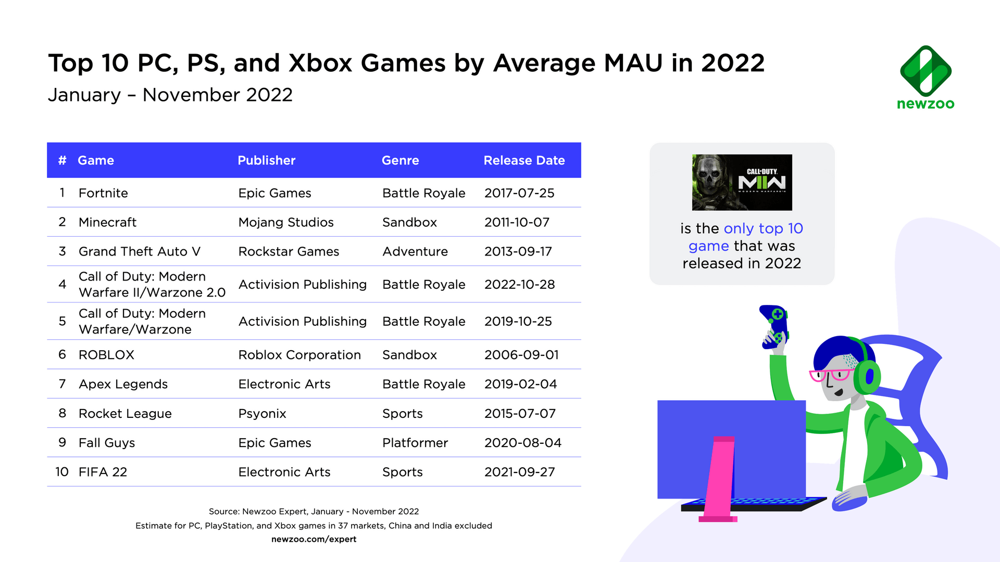 Top 10 PC, PS, and Xbox Games by Average MAU in 2022
January – November 2022
newzoo
# Game Publisher Genre Release Date
1 Fortnite Epic Games Battle Royale 2017-07-25
2 Minecraft Mojang Studios Sandbox 2011-10-07
3 Grand Theft Auto V Rockstar Games Adventure 2013-09-17
4 Call of Duty: Modern
Warfare II/Warzone 2.0 Activision Publishing Battle Royale 2022-10-28
5 Call of Duty: Modern
Warfare/Warzone Activision Publishing Battle Royale 2019-10-25
6 ROBLOX Roblox Corporation Sandbox 2006-09-01
7 Apex Legends Electronic Arts Battle Royale 2019-02-04
8 Rocket League Psyonix Sports 2015-07-07
9 Fall Guys Epic Games Platformer 2020-08-04
10 FIFA 22 Electronic Arts Sports 2021-09-27
CALL OF DUTY
MWII
MODERN WARFARE II
is the only top 10
game that was
released in 2022
Source: Newzoo Expert, January - November 2022
Estimate for PC, PlayStation, and Xbox games in 37 markets, China and India excluded
newzoo.com/expert